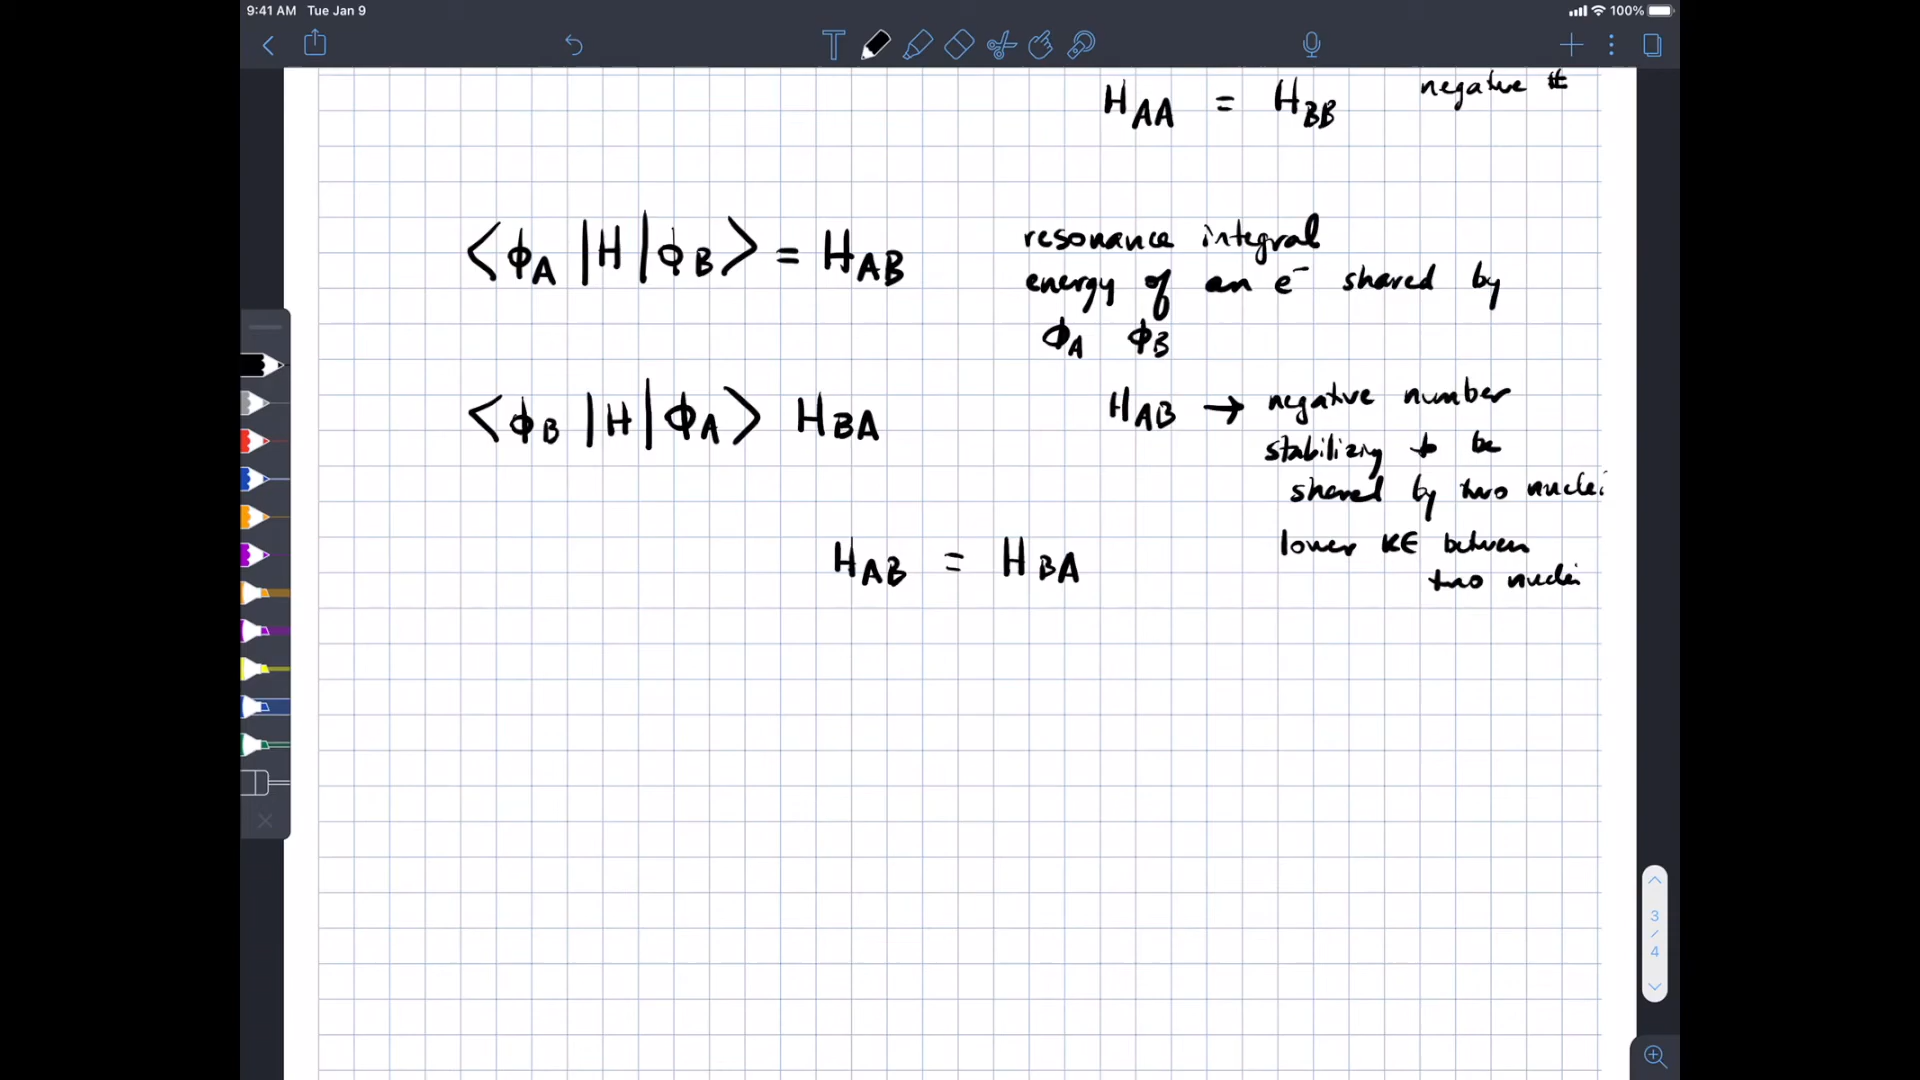 9:41 AM Tue Jan 9
100%
negative #
H_AA = H_BB
⟨ϕ_A |H|ϕ_B⟩ = H_AB
resonance integral
energy of an e⁻ shared by
ϕ_A ϕ_B
⟨ϕ_B |H|ϕ_A⟩ H_BA
H_AB → negative number
stabilizing to be
shared by two nuclei
lower KE between
two nuclei
H_AB = H_BA
3
/
4